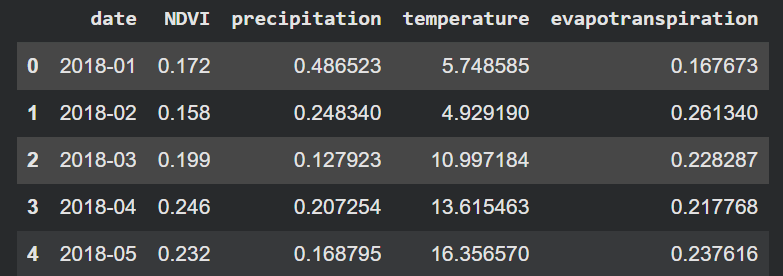 date NDVI precipitation temperature evapotranspiration
0 2018-01 0.172 0.486523 5.748585 0.167673
1 2018-02 0.158 0.248340 4.929190 0.261340
2 2018-03 0.199 0.127923 10.997184 0.228287
3 2018-04 0.246 0.207254 13.615463 0.217768
4 2018-05 0.232 0.168795 16.356570 0.237616